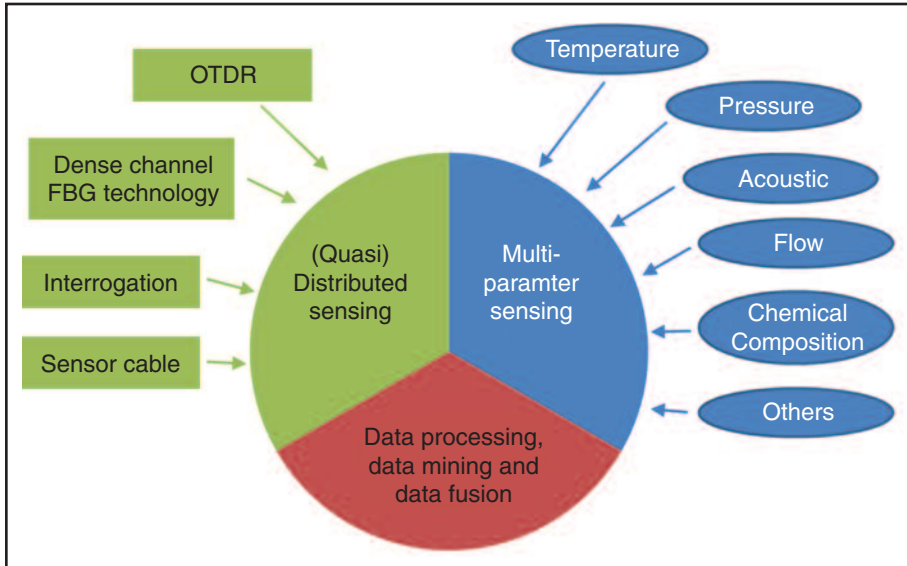 OTDR
Dense channel
FBG technology
Interrogation
Sensor cable
(Quasi)
Distributed
sensing
Multi-
paramter
sensing
Data processing,
data mining and
data fusion
Temperature
Pressure
Acoustic
Flow
Chemical
Composition
Others